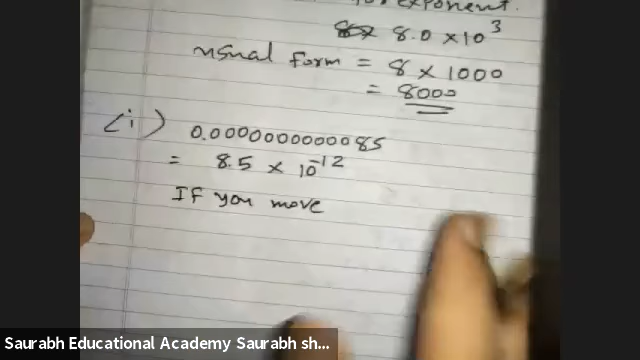 exponent.
8.0 × 10³
usual form = 8 × 1000
= 8000
(i) 0.0000000000085
= 8.5 × 10⁻¹²
If you move
Saurabh Educational Academy Saurabh sh...